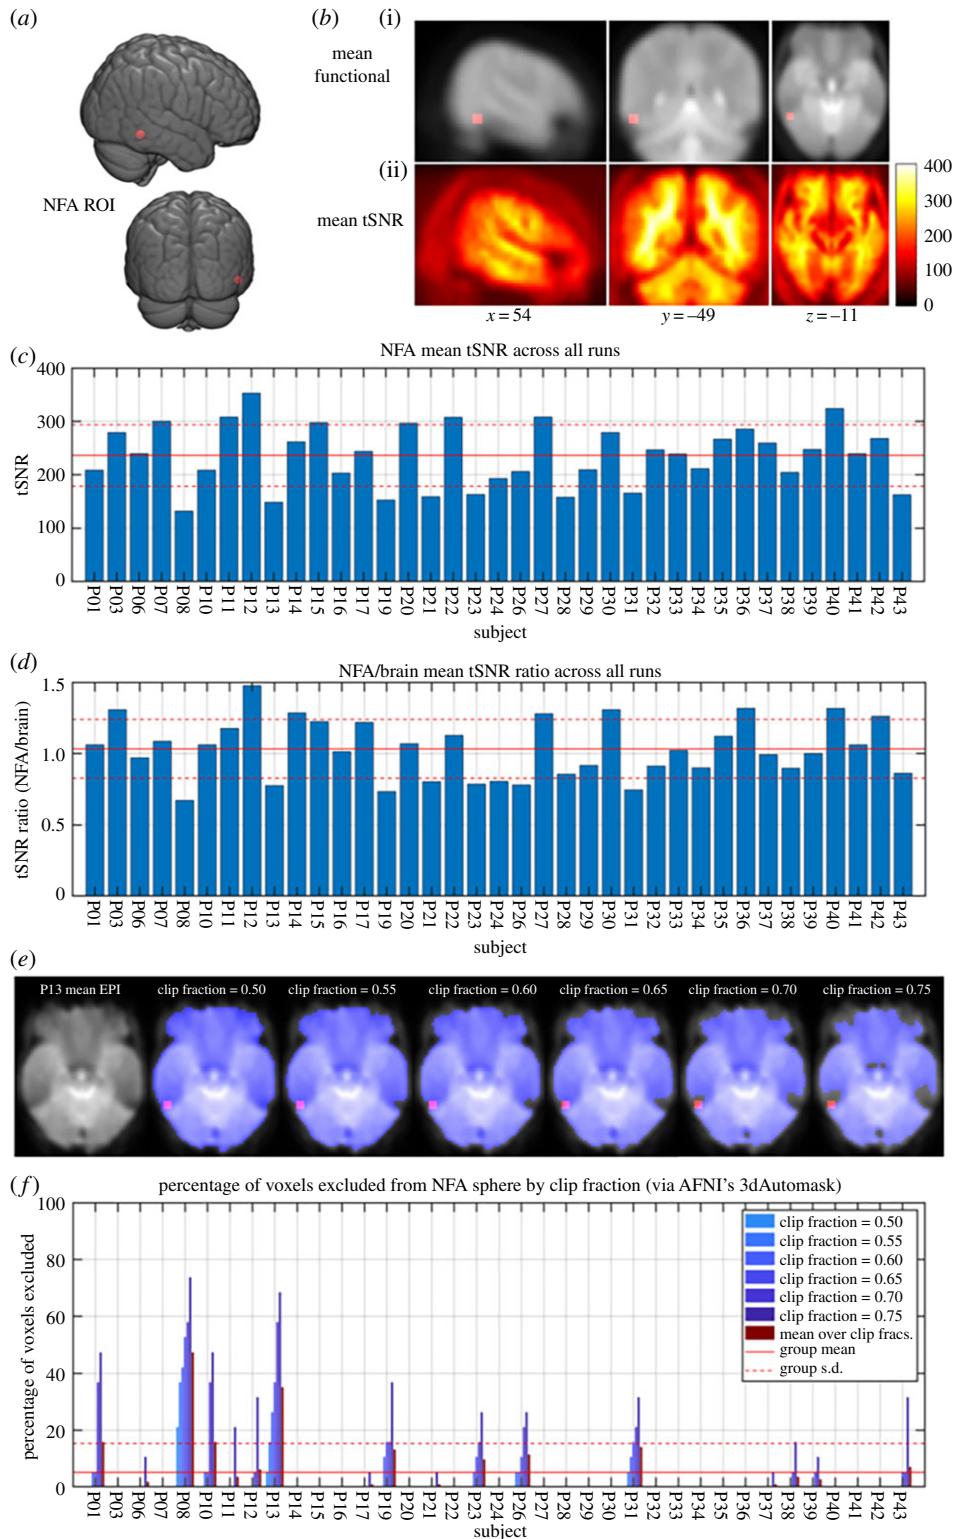 (a)
NFA ROI
(b)
(i)
mean
functional
(ii)
mean tSNR
400
300
200
100
0
x = 54
y = –49
z = –11
(c)
NFA mean tSNR across all runs
400
300
200
100
0
tSNR
P01 P03 P06 P07 P08 P10 P11 P12 P13 P14 P15 P16 P17 P19 P20 P21 P22 P23 P24 P26 P27 P28 P29 P30 P31 P32 P33 P34 P35 P36 P37 P38 P39 P40 P41 P42 P43
subject
(d)
NFA/brain mean tSNR ratio across all runs
1.5
1.0
0.5
0
tSNR ratio (NFA/brain)
P01 P03 P06 P07 P08 P10 P11 P12 P13 P14 P15 P16 P17 P19 P20 P21 P22 P23 P24 P26 P27 P28 P29 P30 P31 P32 P33 P34 P35 P36 P37 P38 P39 P40 P41 P42 P43
subject
(e)
P13 mean EPI
clip fraction = 0.50
clip fraction = 0.55
clip fraction = 0.60
clip fraction = 0.65
clip fraction = 0.70
clip fraction = 0.75
(f)
percentage of voxels excluded from NFA sphere by clip fraction (via AFNI's 3dAutomask)
100
80
60
40
20
0
percentage of voxels excluded
clip fraction = 0.50
clip fraction = 0.55
clip fraction = 0.60
clip fraction = 0.65
clip fraction = 0.70
clip fraction = 0.75
mean over clip fracs.
group mean
group s.d.
P01 P03 P06 P07 P08 P10 P11 P12 P13 P14 P15 P16 P17 P19 P20 P21 P22 P23 P24 P26 P27 P28 P29 P30 P31 P32 P33 P34 P35 P36 P37 P38 P39 P40 P41 P42 P43
subject